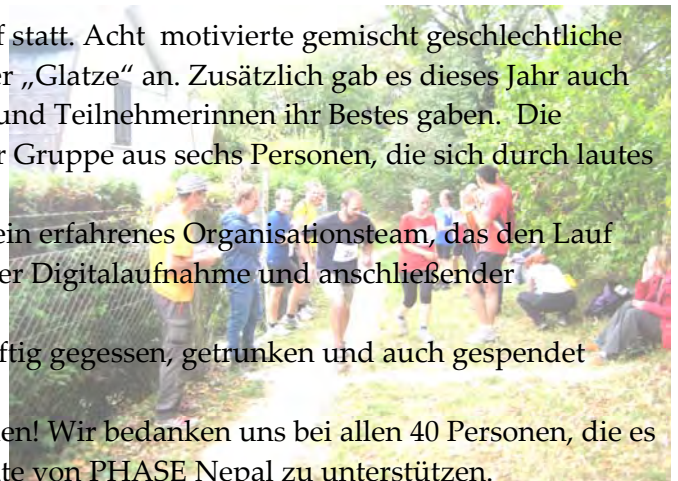 statt. Acht motivierte gemischt geschlechtliche
„Glatze“ an. Zusätzlich gab es dieses Jahr auch
und Teilnehmerinnen ihr Bestes gaben. Die
Gruppe aus sechs Personen, die sich durch lautes
ein erfahrenes Organisationsteam, das den Lauf
er Digitalaufnahme und anschließender
ftig gegessen, getrunken und auch gespendet
en! Wir bedanken uns bei allen 40 Personen, die es
te von PHASE Nepal zu unterstützen.